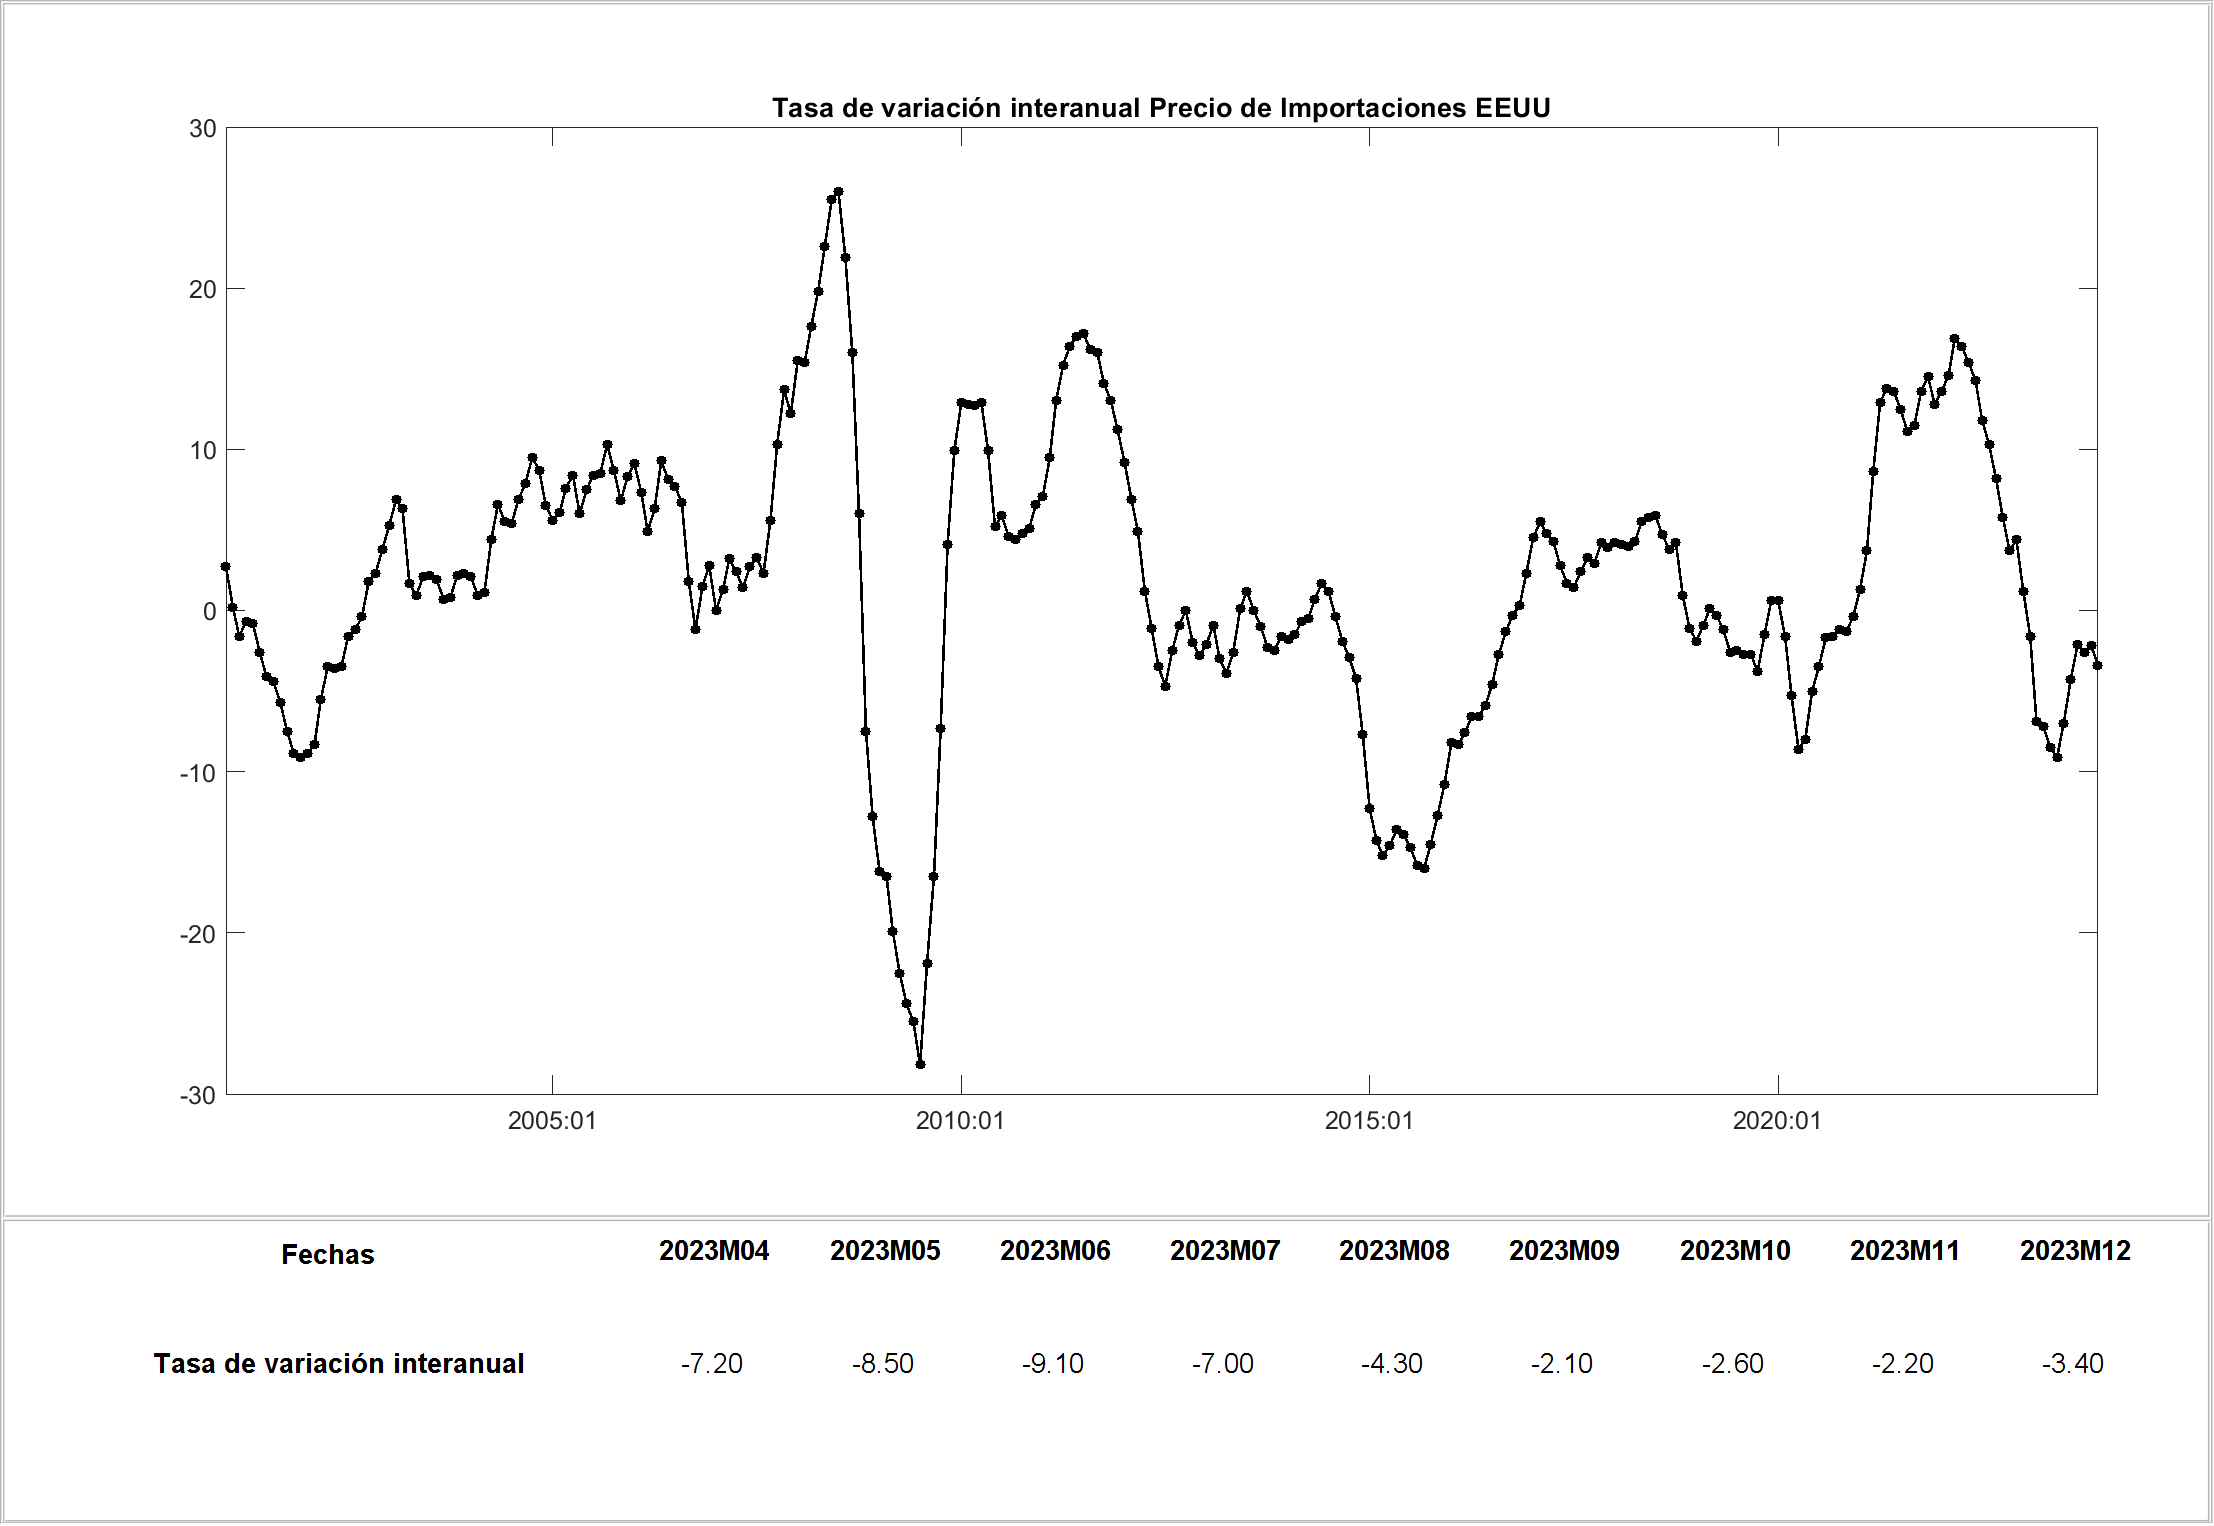 Tasa de variación interanual Precio de Importaciones EEUU
30
20
10
0
-10
-20
-30
2005:01 2010:01 2015:01 2020:01
Fechas 2023M04 2023M05 2023M06 2023M07 2023M08 2023M09 2023M10 2023M11 2023M12
Tasa de variación interanual -7.20 -8.50 -9.10 -7.00 -4.30 -2.10 -2.60 -2.20 -3.40